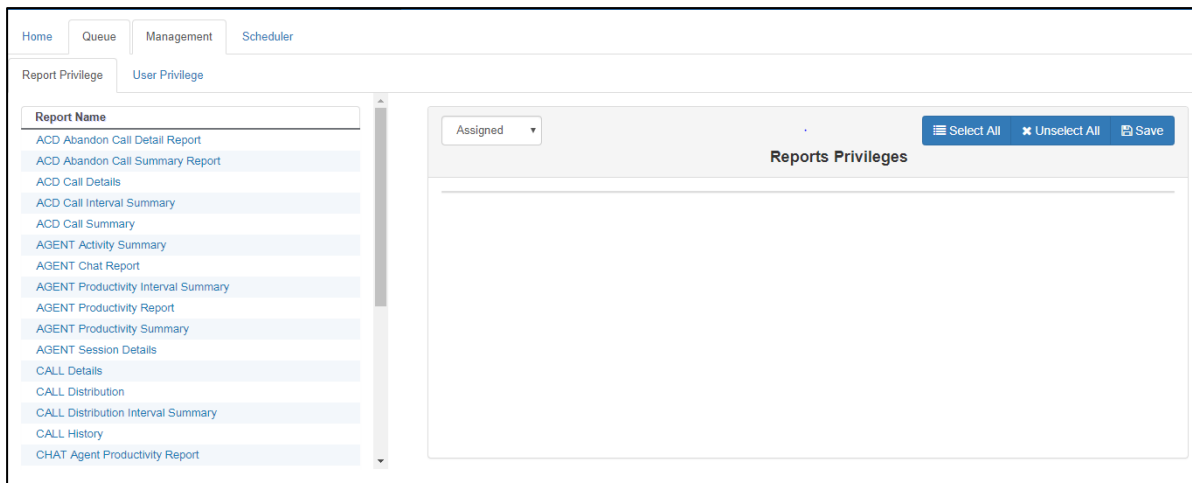 Home Queue Management Scheduler
Report Privilege User Privilege
Report Name
ACD Abandon Call Detail Report
ACD Abandon Call Summary Report
ACD Call Details
ACD Call Interval Summary
ACD Call Summary
AGENT Activity Summary
AGENT Chat Report
AGENT Productivity Interval Summary
AGENT Productivity Report
AGENT Productivity Summary
AGENT Session Details
CALL Details
CALL Distribution
CALL Distribution Interval Summary
CALL History
CHAT Agent Productivity Report
Assigned Select All Unselect All Save
Reports Privileges